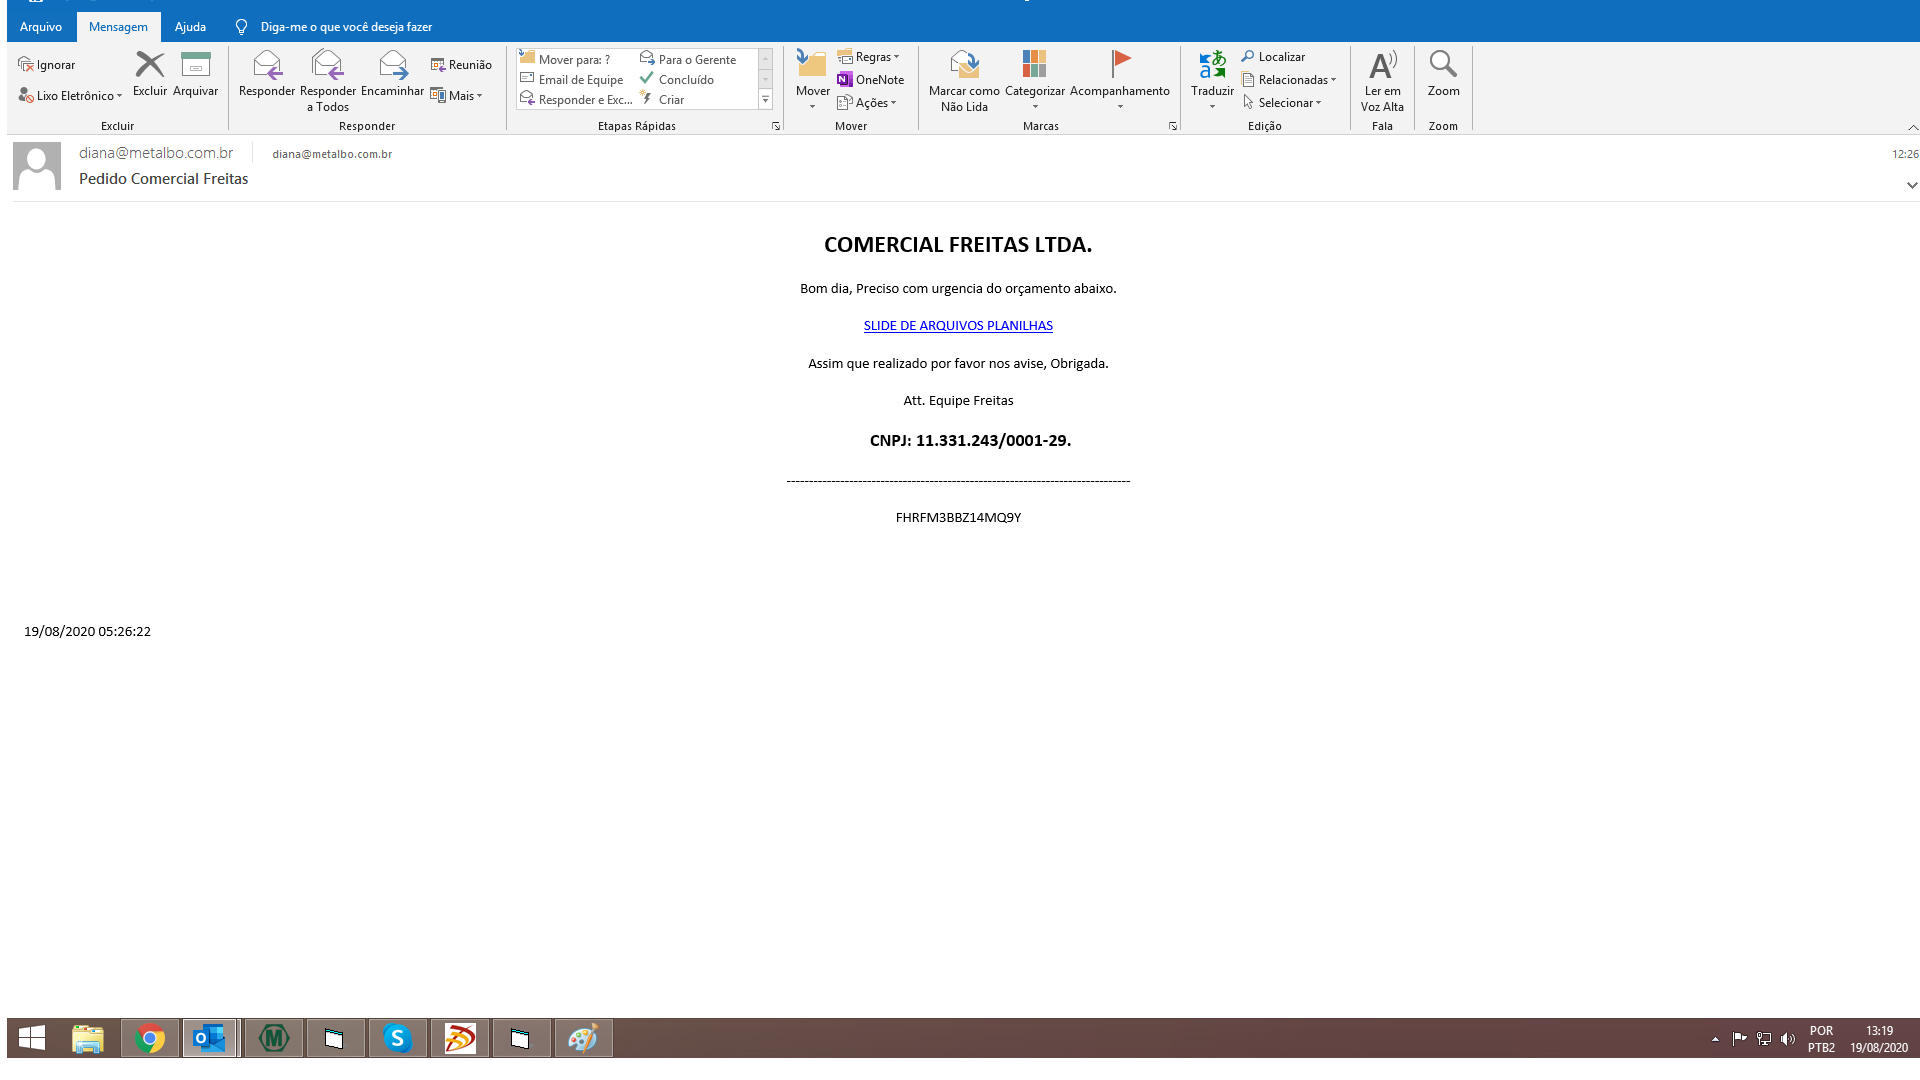 Arquivo Mensagem Ajuda Diga-me o que você deseja fazer
Ignorar
Lixo Eletrônico
Excluir Arquivar
Excluir
Responder Responder a Todos Encaminhar
Reunião
Mais
Responder
Mover para: ? Para o Gerente
Email de Equipe Concluído
Responder e Exc... Criar
Etapas Rápidas
Mover
Regras
OneNote
Ações
Mover
Marcar como Não Lida Categorizar Acompanhamento
Marcas
Traduzir
Localizar
Relacionadas
Selecionar
Edição
Ler em Voz Alta
Fala
Zoom
Zoom
diana@metalbo.com.br diana@metalbo.com.br 12:26
Pedido Comercial Freitas
COMERCIAL FREITAS LTDA.
Bom dia, Preciso com urgencia do orçamento abaixo.
SLIDE DE ARQUIVOS PLANILHAS
Assim que realizado por favor nos avise, Obrigada.
Att. Equipe Freitas
CNPJ: 11.331.243/0001-29.
-----------------------------------------------------------------------------
FHRFM3BBZ14MQ9Y
19/08/2020 05:26:22
POR 13:19
PTB2 19/08/2020